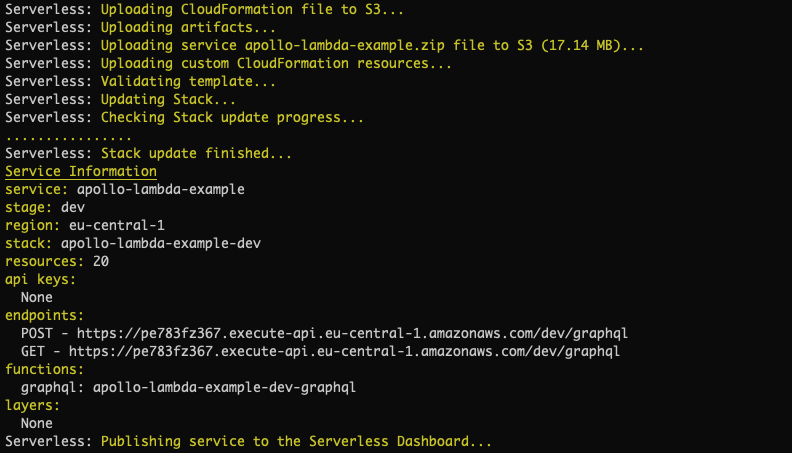 Serverless: Uploading CloudFormation file to S3...
Serverless: Uploading artifacts...
Serverless: Uploading service apollo-lambda-example.zip file to S3 (17.14 MB)...
Serverless: Uploading custom CloudFormation resources...
Serverless: Validating template...
Serverless: Updating Stack...
Serverless: Checking Stack update progress...
................
Serverless: Stack update finished...
Service Information
service: apollo-lambda-example
stage: dev
region: eu-central-1
stack: apollo-lambda-example-dev
resources: 20
api keys:
  None
endpoints:
  POST - https://pe783fz367.execute-api.eu-central-1.amazonaws.com/dev/graphql
  GET - https://pe783fz367.execute-api.eu-central-1.amazonaws.com/dev/graphql
functions:
  graphql: apollo-lambda-example-dev-graphql
layers:
  None
Serverless: Publishing service to the Serverless Dashboard...